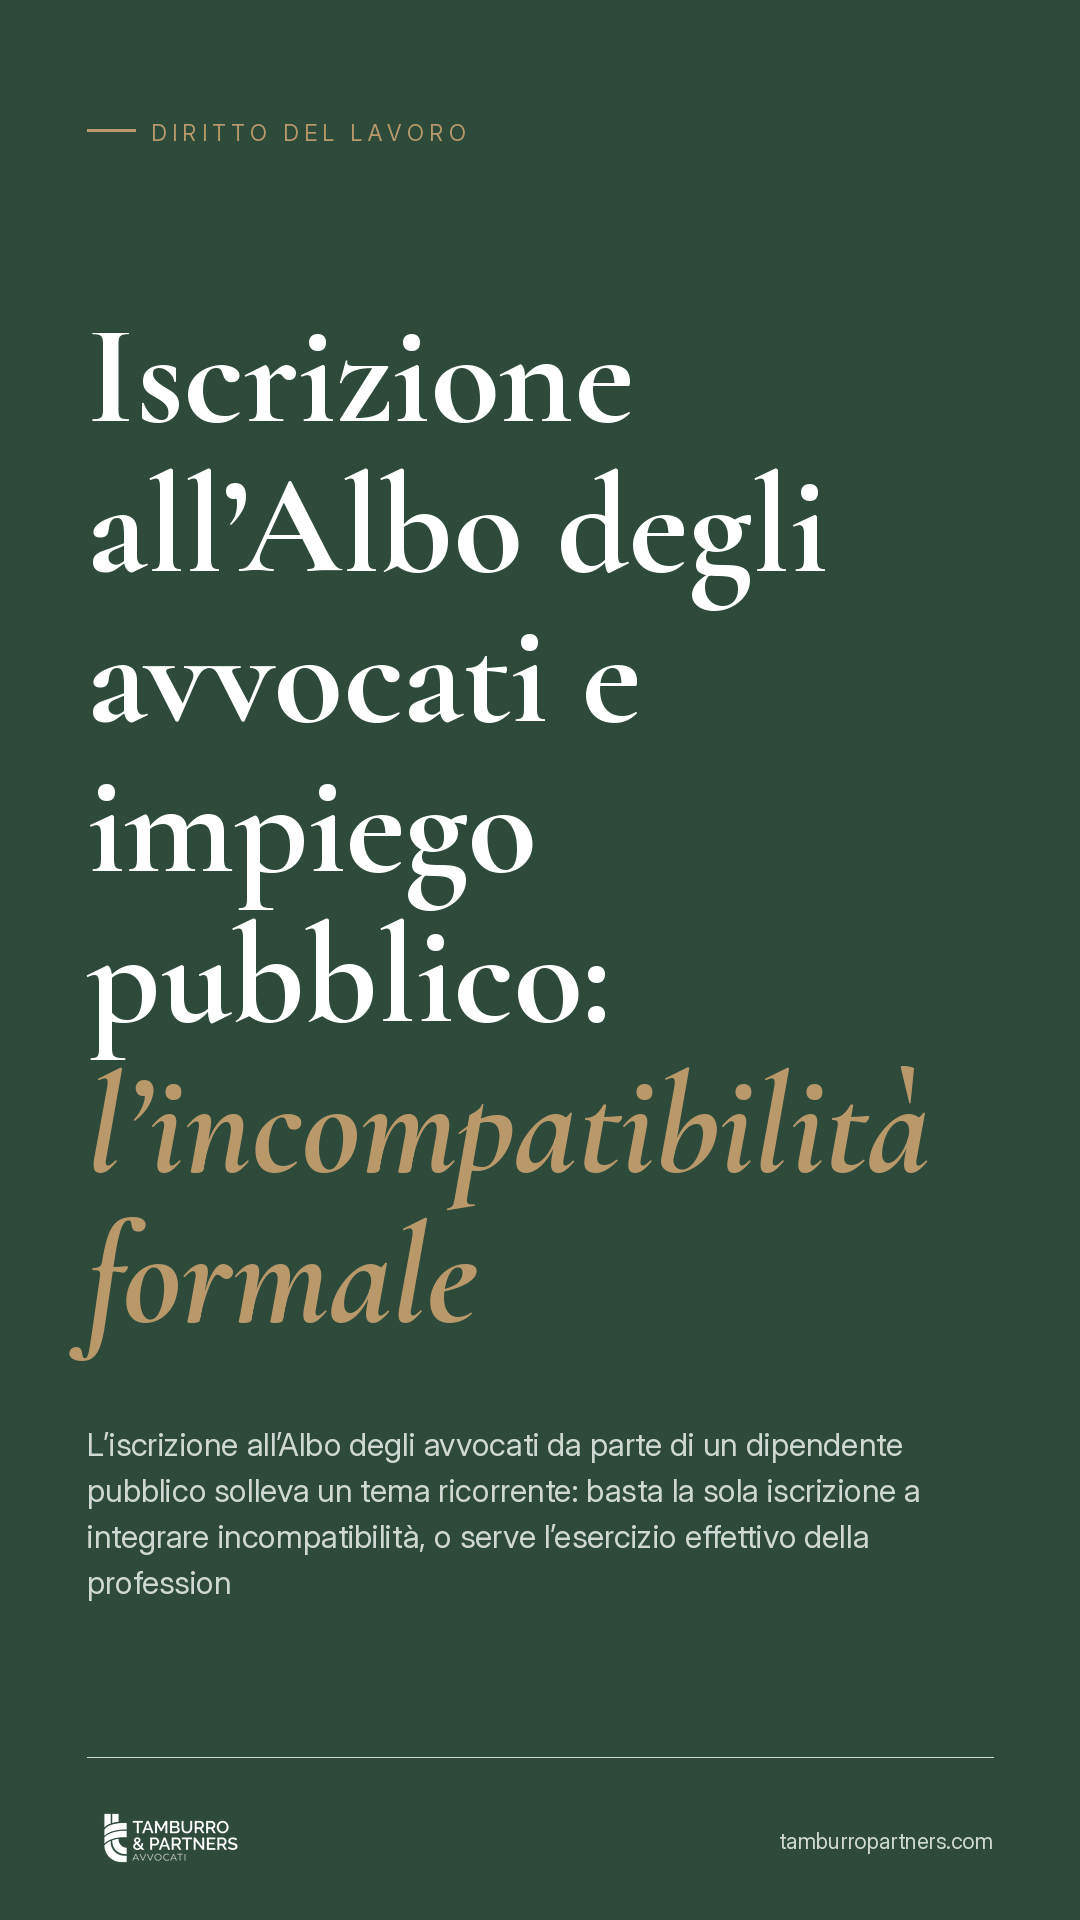 DIRITTO DEL LAVORO
Iscrizione
all’Albo degli
avvocati e
impiego
pubblico:
l’incompatibilità
formale
L’iscrizione all’Albo degli avvocati da parte di un dipendente
pubblico solleva un tema ricorrente: basta la sola iscrizione a
integrare incompatibilità, o serve l’esercizio effettivo della
profession
TAMBURRO
& PARTNERS
AVVOCATI
tamburropartners.com